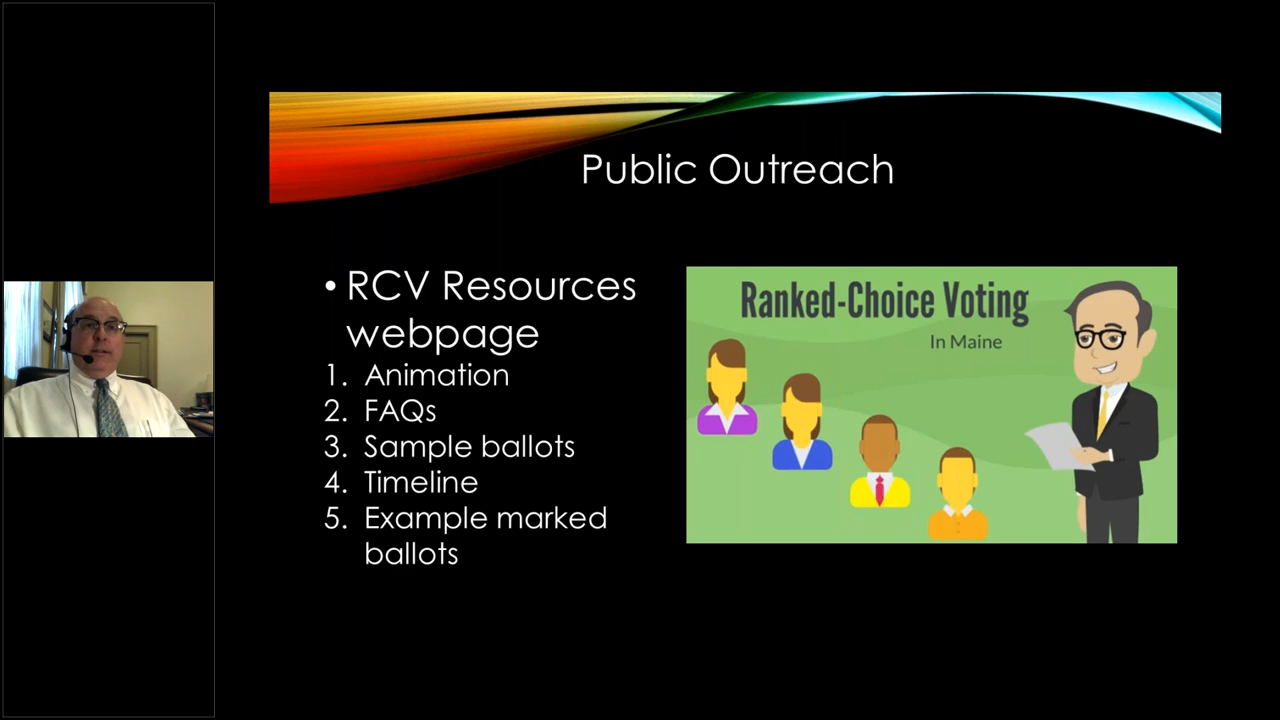 Public Outreach
• RCV Resources
webpage
1. Animation
2. FAQs
3. Sample ballots
4. Timeline
5. Example marked
ballots
Ranked-Choice Voting
In Maine